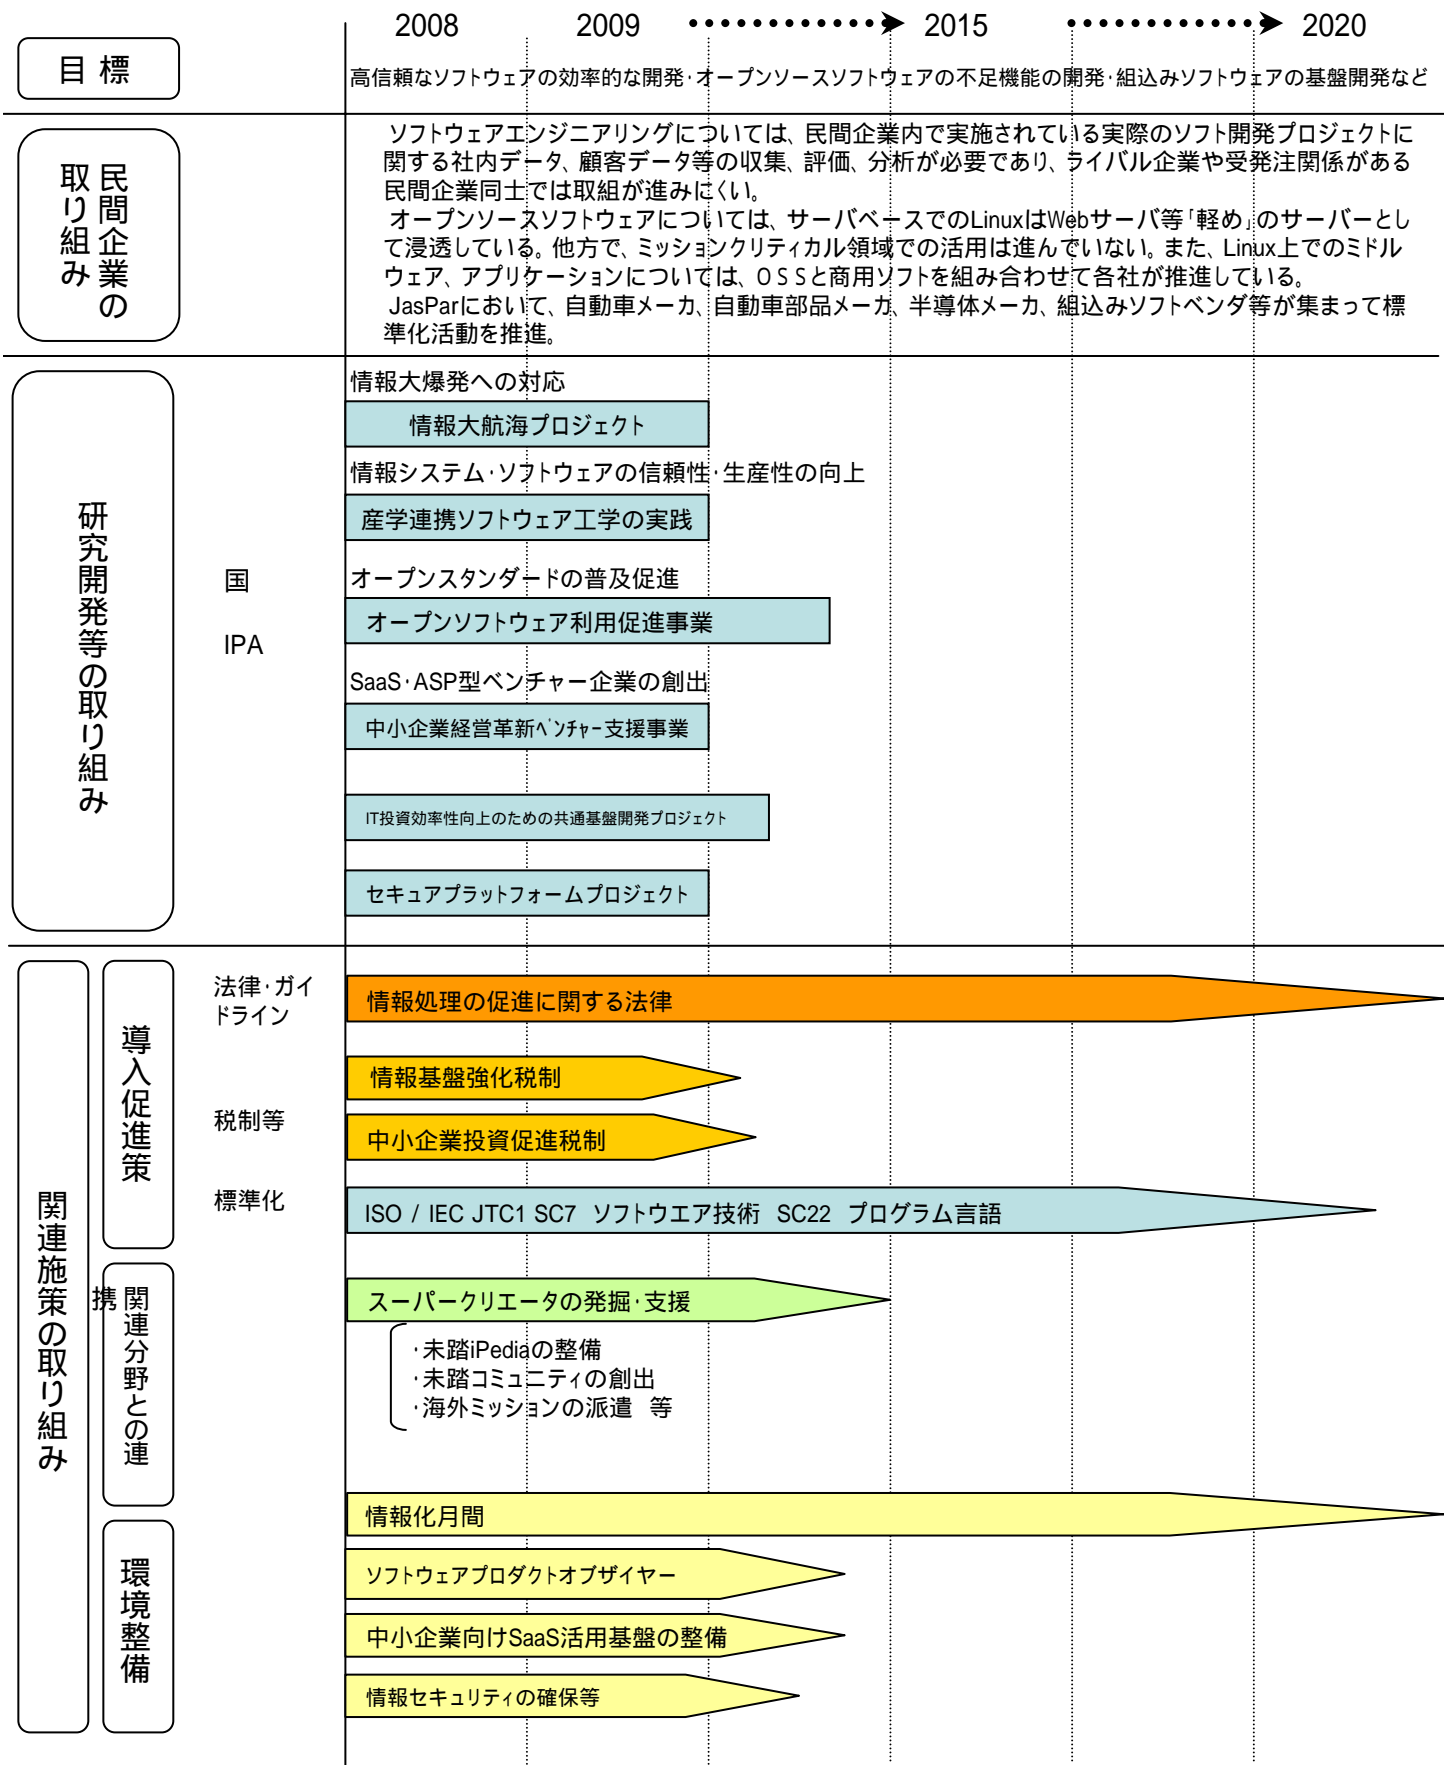 2008
2009
2015
2020
目 標
高信頼なソフトウェアの効率的な開発・オープンソースソフトウェアの不足機能の開発・組込みソフトウェアの基盤開発など
民間企業の
取り組み
ソフトウェアエンジニアリングについては、民間企業内で実施されている実際のソフト開発プロジェクトに
関する社内データ、顧客データ等の収集、評価、分析が必要であり、ライバル企業や受発注関係がある
民間企業同士では取組が進みにくい。
オープンソースソフトウェアについては、サーバベースでのLinuxはWebサーバ等「軽め」のサーバーとし
て浸透している。他方で、ミッションクリティカル領域での活用は進んでいない。また、Linux上でのミドル
ウェア、アプリケーションについては、OSSと商用ソフトを組み合わせて各社が推進している。
JasParにおいて、自動車メーカ、自動車部品メーカ、半導体メーカ、組込みソフトベンダ等が集まって標
準化活動を推進。
研究開発等の取り組み
国
IPA
情報大爆発への対応
情報大航海プロジェクト
情報システム・ソフトウェアの信頼性・生産性の向上
産学連携ソフトウェア工学の実践
オープンスタンダードの普及促進
オープンソフトウェア利用促進事業
SaaS・ASP型ベンチャー企業の創出
中小企業経営革新ベンチャー支援事業
IT投資効率性向上のための共通基盤開発プロジェクト
セキュアプラットフォームプロジェクト
関連施策の取り組み
導入促進策
法律・ガイ
ドライン
情報処理の促進に関する法律
税制等
情報基盤強化税制
中小企業投資促進税制
標準化
ISO / IEC JTC1 SC7 ソフトウエア技術 SC22 プログラム言語
関連分野との連
携
スーパークリエータの発掘・支援
・未踏iPediaの整備
・未踏コミュニティの創出
・海外ミッションの派遣 等
環境整備
情報化月間
ソフトウェアプロダクトオブザイヤー
中小企業向けSaaS活用基盤の整備
情報セキュリティの確保等